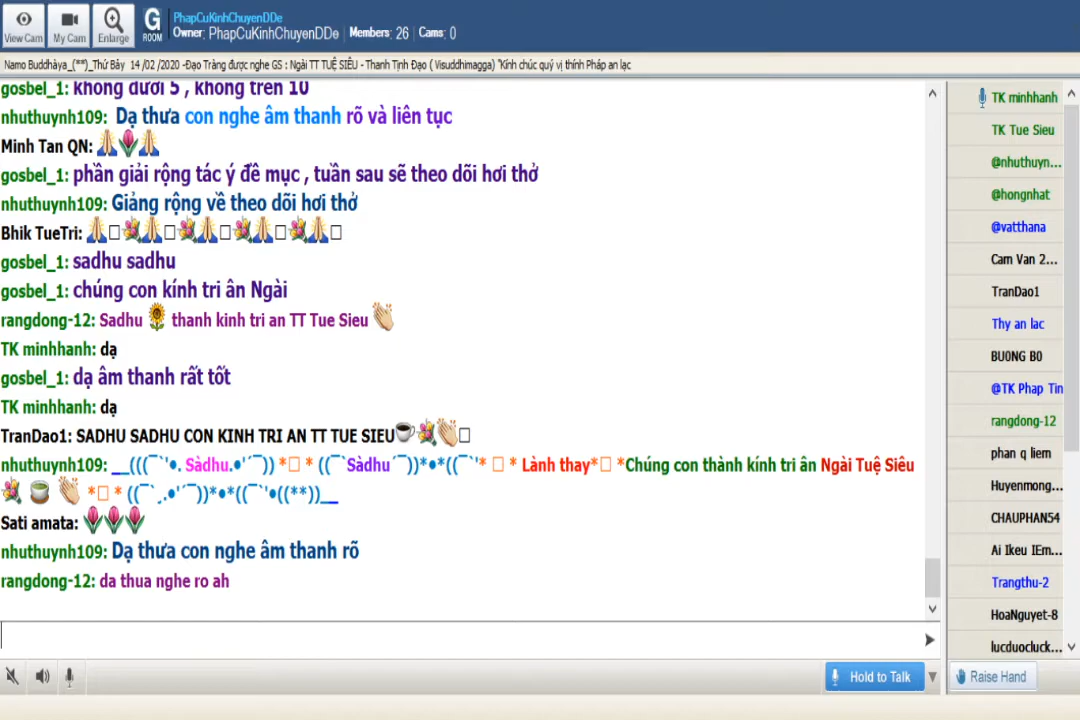 View Cam
My Cam
Enlarge
G
ROOM
PhapCuKinhChuyenDDe
Owner: PhapCuKinhChuyenDDe Members: 26 Cams: 0
Namo Buddhàya_(**)_Thứ Bảy 14 /02 /2020 -Đạo Tràng được nghe GS : Ngài TT TUỆ SIÊU - Thanh Tịnh Đạo ( Visuddhimagga) "Kính chúc quý vị thính Pháp an lạc
gosbel_1: không dưới 5 , không trên 10
nhuthuynh109: Dạ thưa con nghe âm thanh rõ và liên tục
Minh Tan QN: 🙏🌷🙏
gosbel_1: phần giải rộng tác ý đề mục , tuần sau sẽ theo dõi hơi thở
nhuthuynh109: Giảng rộng về theo dõi hơi thở
Bhik TueTri: 🙏💐🙏💐🙏💐🙏💐🙏
gosbel_1: sadhu sadhu
gosbel_1: chúng con kính tri ân Ngài
rangdong-12: Sadhu 🌻 thanh kinh tri an TT Tue Sieu 👏
TK minhhanh: dạ
gosbel_1: dạ âm thanh rất tốt
TK minhhanh: dạ
TranDao1: SADHU SADHU CON KINH TRI AN TT TUE SIEU☕💐👏
nhuthuynh109: __(((¯`'•. Sàdhu.•'´¯)) * * ((¯`Sàdhu´¯))*•*((¯`'* * Lành thay* *Chúng con thành kính tri ân Ngài Tuệ Siêu
💐 🍵 👏 * * ((¯`¸.•'´¯))*•*((¯`'•((**))__
Sati amata: 🌷🌷🌷
nhuthuynh109: Dạ thưa con nghe âm thanh rõ
rangdong-12: da thua nghe ro ah
Hold to Talk
TK minhhanh
TK Tue Sieu
@nhuthuyn...
@hongnhat
@vatthana
Cam Van 2...
TranDao1
Thy an lac
BUONG BO
@TK Phap Tin
rangdong-12
phan q liem
Huyenmong...
CHAUPHAN54
Ai Ikeu IEm...
Trangthu-2
HoaNguyet-8
lucduocluck...
Raise Hand